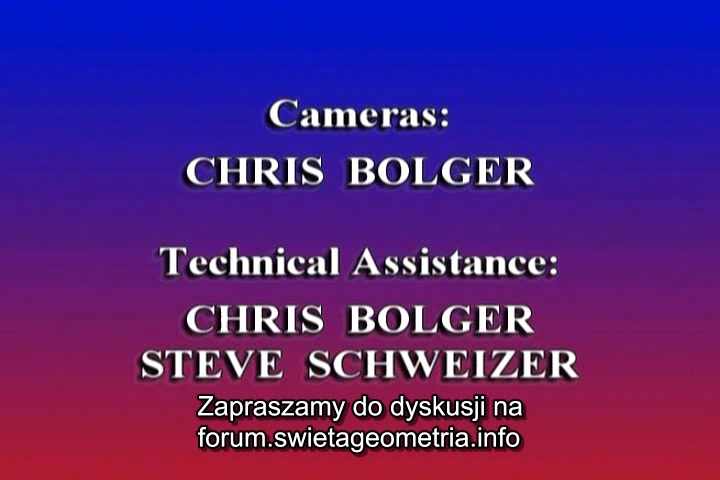 Cameras:
CHRIS BOLGER
Technical Assistance:
CHRIS BOLGER
STEVE SCHWEIZER
Zapraszamy do dyskusji na
forum.swietageometria.info